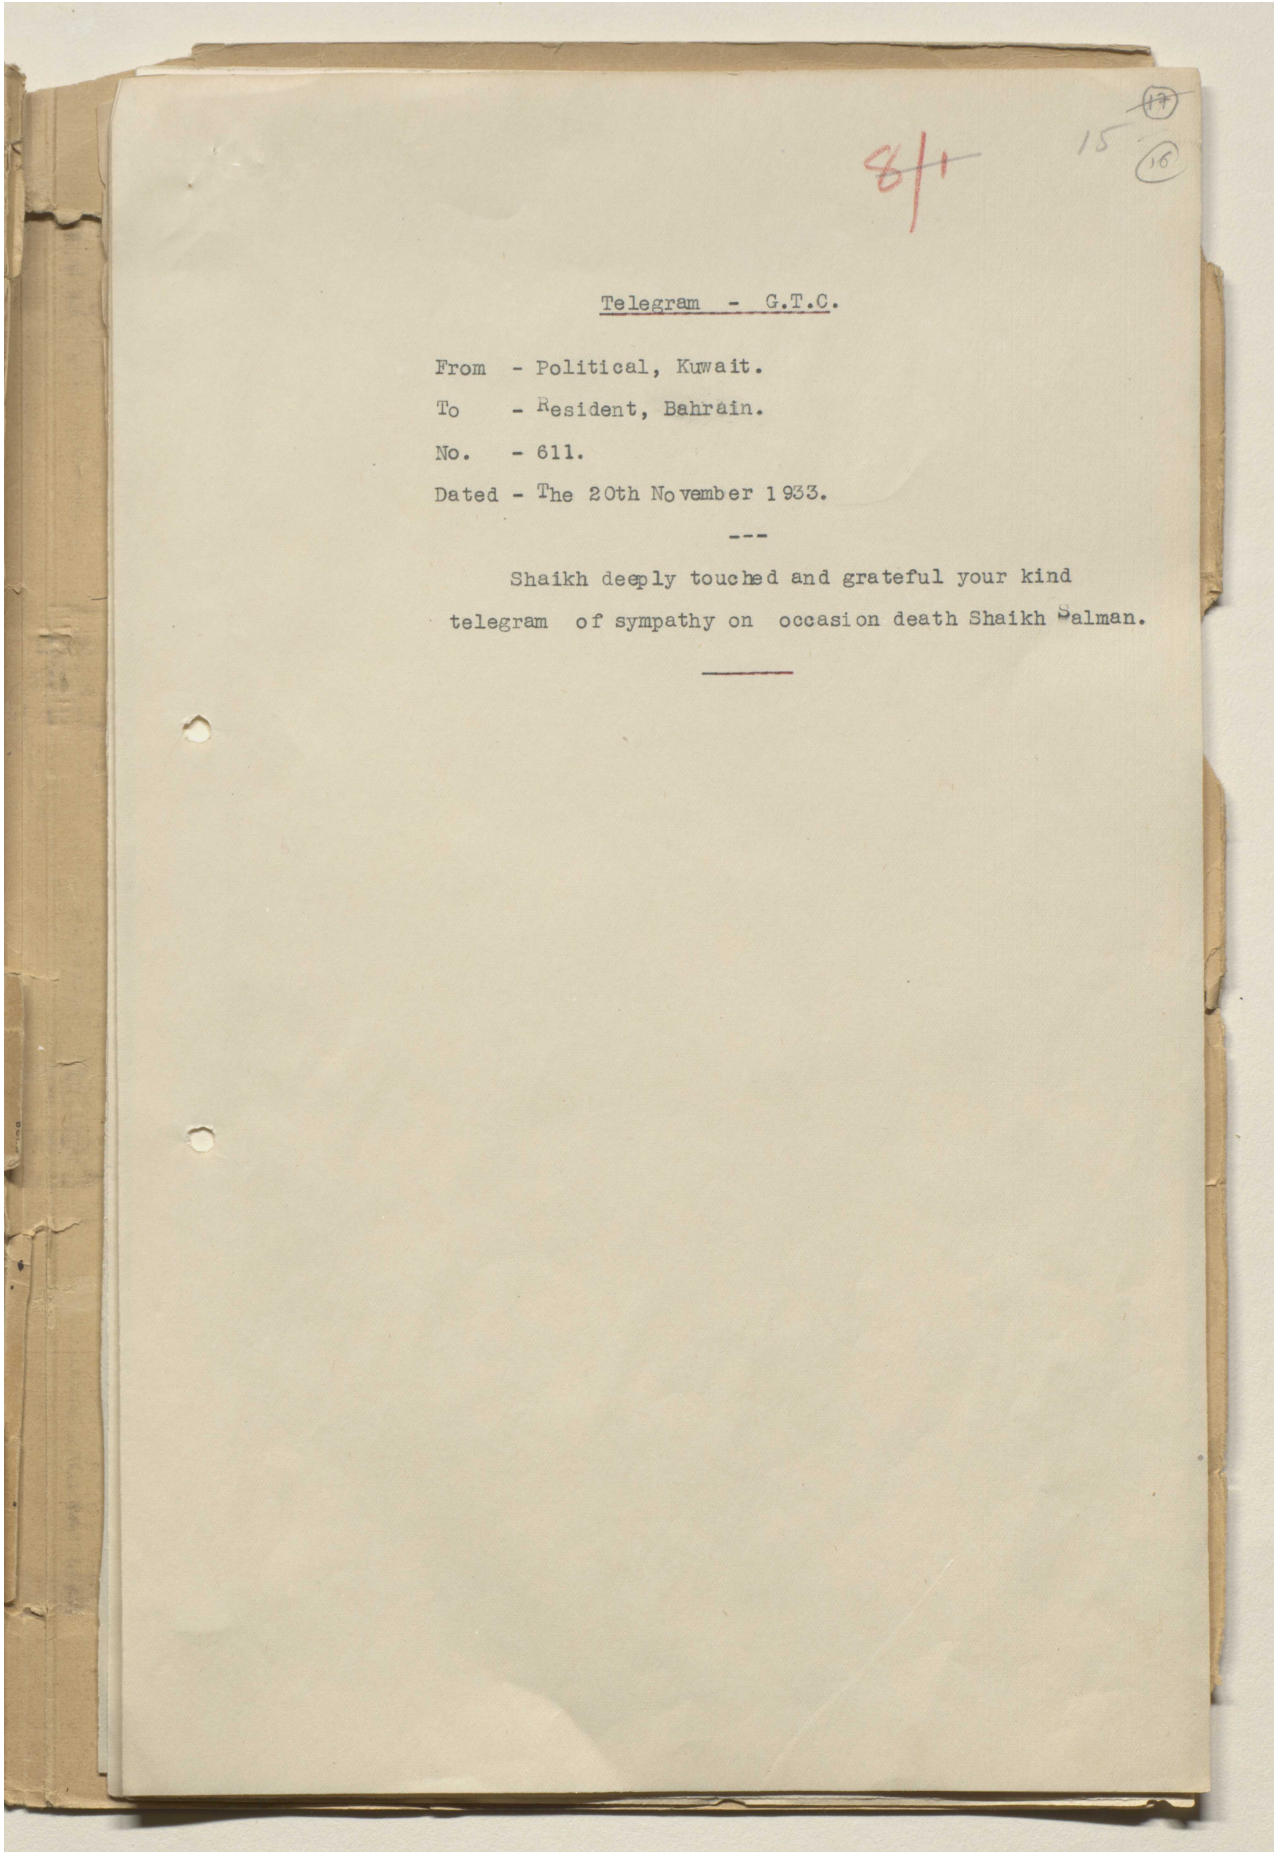 17
15
16
8/1
Telegram - G.T.C.
From - Political, Kuwait.
To - Resident, Bahrain.
No. - 611.
Dated - The 20th November 1933.
---
Shaikh deeply touched and grateful your kind
telegram of sympathy on occasion death Shaikh Salman.